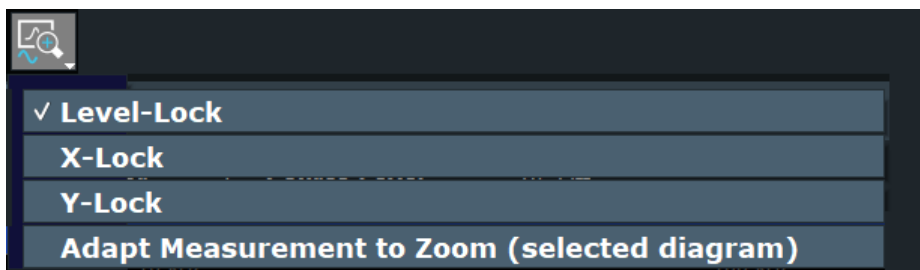 ✓ Level-Lock
X-Lock
Y-Lock
Adapt Measurement to Zoom (selected diagram)